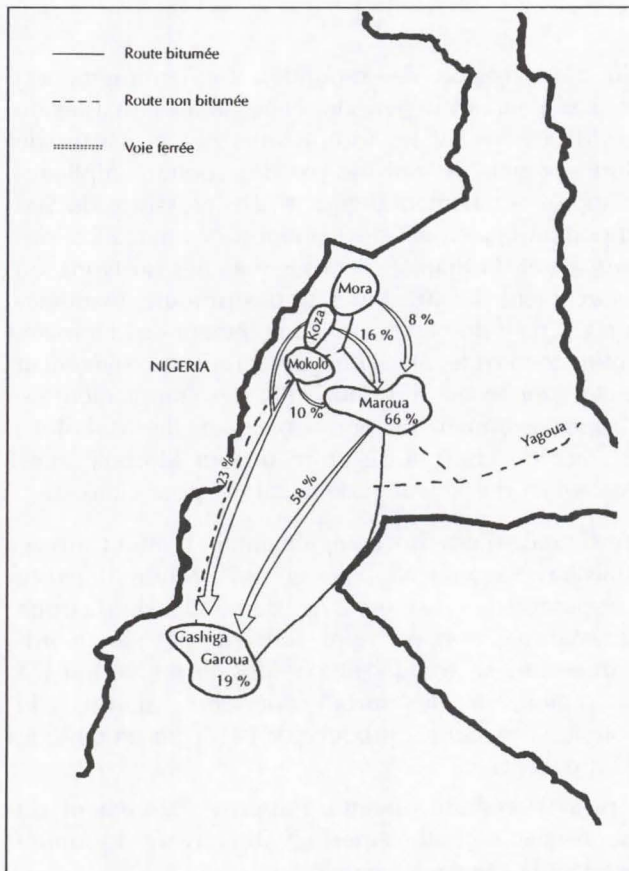 Route bitumée
Route non bitumée
Voie ferrée
Mora
Koza
16 %
8 %
NIGERIA
Mokolo
10 %
Maroua
66 %
Yagoua
23 %
58 %
Gashiga
Garoua
19 %